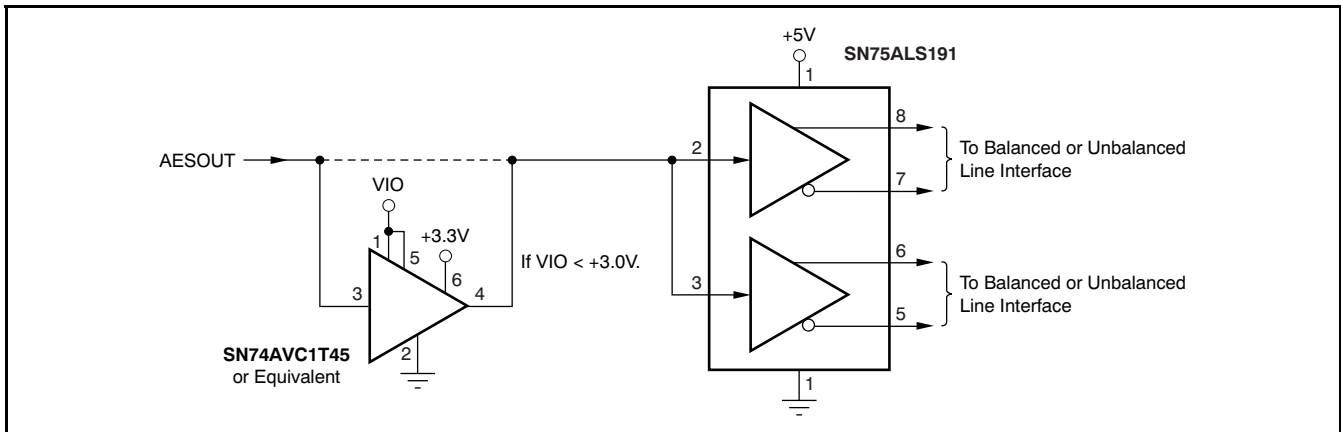 +5V
SN75ALS191
1
8
AESOUT
2
To Balanced or Unbalanced
Line Interface
7
VIO
1
5
+3.3V
6
If VIO < +3.0V.
3
4
3
6
To Balanced or Unbalanced
Line Interface
5
2
SN74AVC1T45
or Equivalent
1